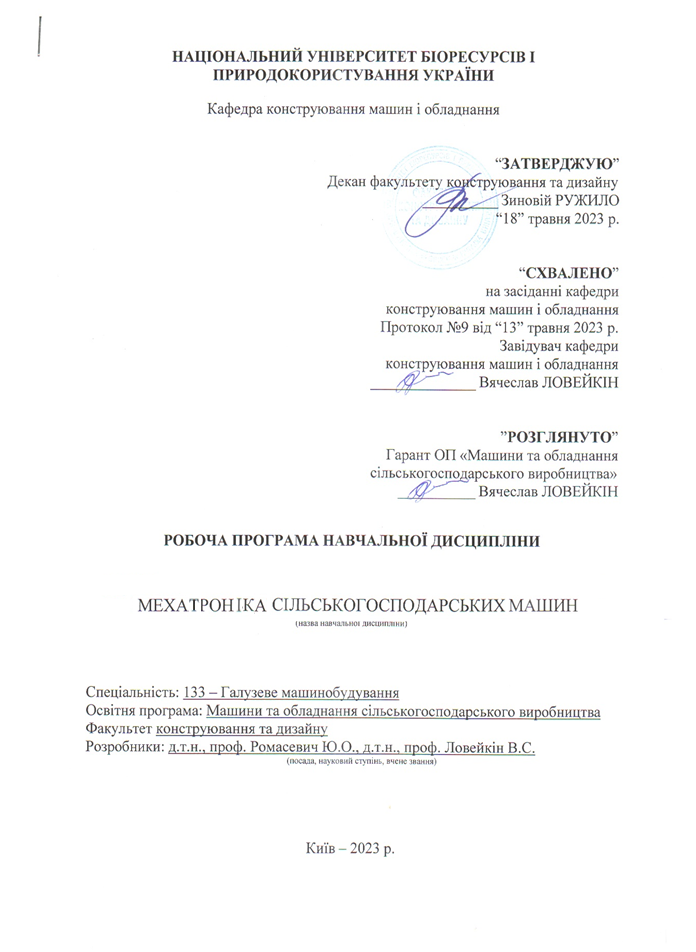 НАЦІОНАЛЬНИЙ УНІВЕРСИТЕТ БІОРЕСУРСІВ І
ПРИРОДОКОРИСТУВАННЯ УКРАЇНИ
Кафедра конструювання машин і обладнання
“ЗАТВЕРДЖУЮ”
Декан факультету конструювання та дизайну
Зиновій РУЖИЛО
“18” травня 2023 р.
“СХВАЛЕНО”
на засіданні кафедри
конструювання машин і обладнання
Протокол №9 від “13” травня 2023 р.
Завідувач кафедри
конструювання машин і обладнання
Вячеслав ЛОВЕЙКІН
”РОЗГЛЯНУТО”
Гарант ОП «Машини та обладнання
сільськогосподарського виробництва»
Вячеслав ЛОВЕЙКІН
РОБОЧА ПРОГРАМА НАВЧАЛЬНОЇ ДИСЦИПЛІНИ
МЕХАТРОНІКА СІЛЬСЬКОГОСПОДАРСЬКИХ МАШИН
(назва навчальної дисципліни)
Спеціальність: 133 – Галузеве машинобудування
Освітня програма: Машини та обладнання сільськогосподарського виробництва
Факультет конструювання та дизайну
Розробники: д.т.н., проф. Ромасевич Ю.О., д.т.н., проф. Ловейкін В.С.
(посада, науковий ступінь, вчене звання)
Київ – 2023 р.